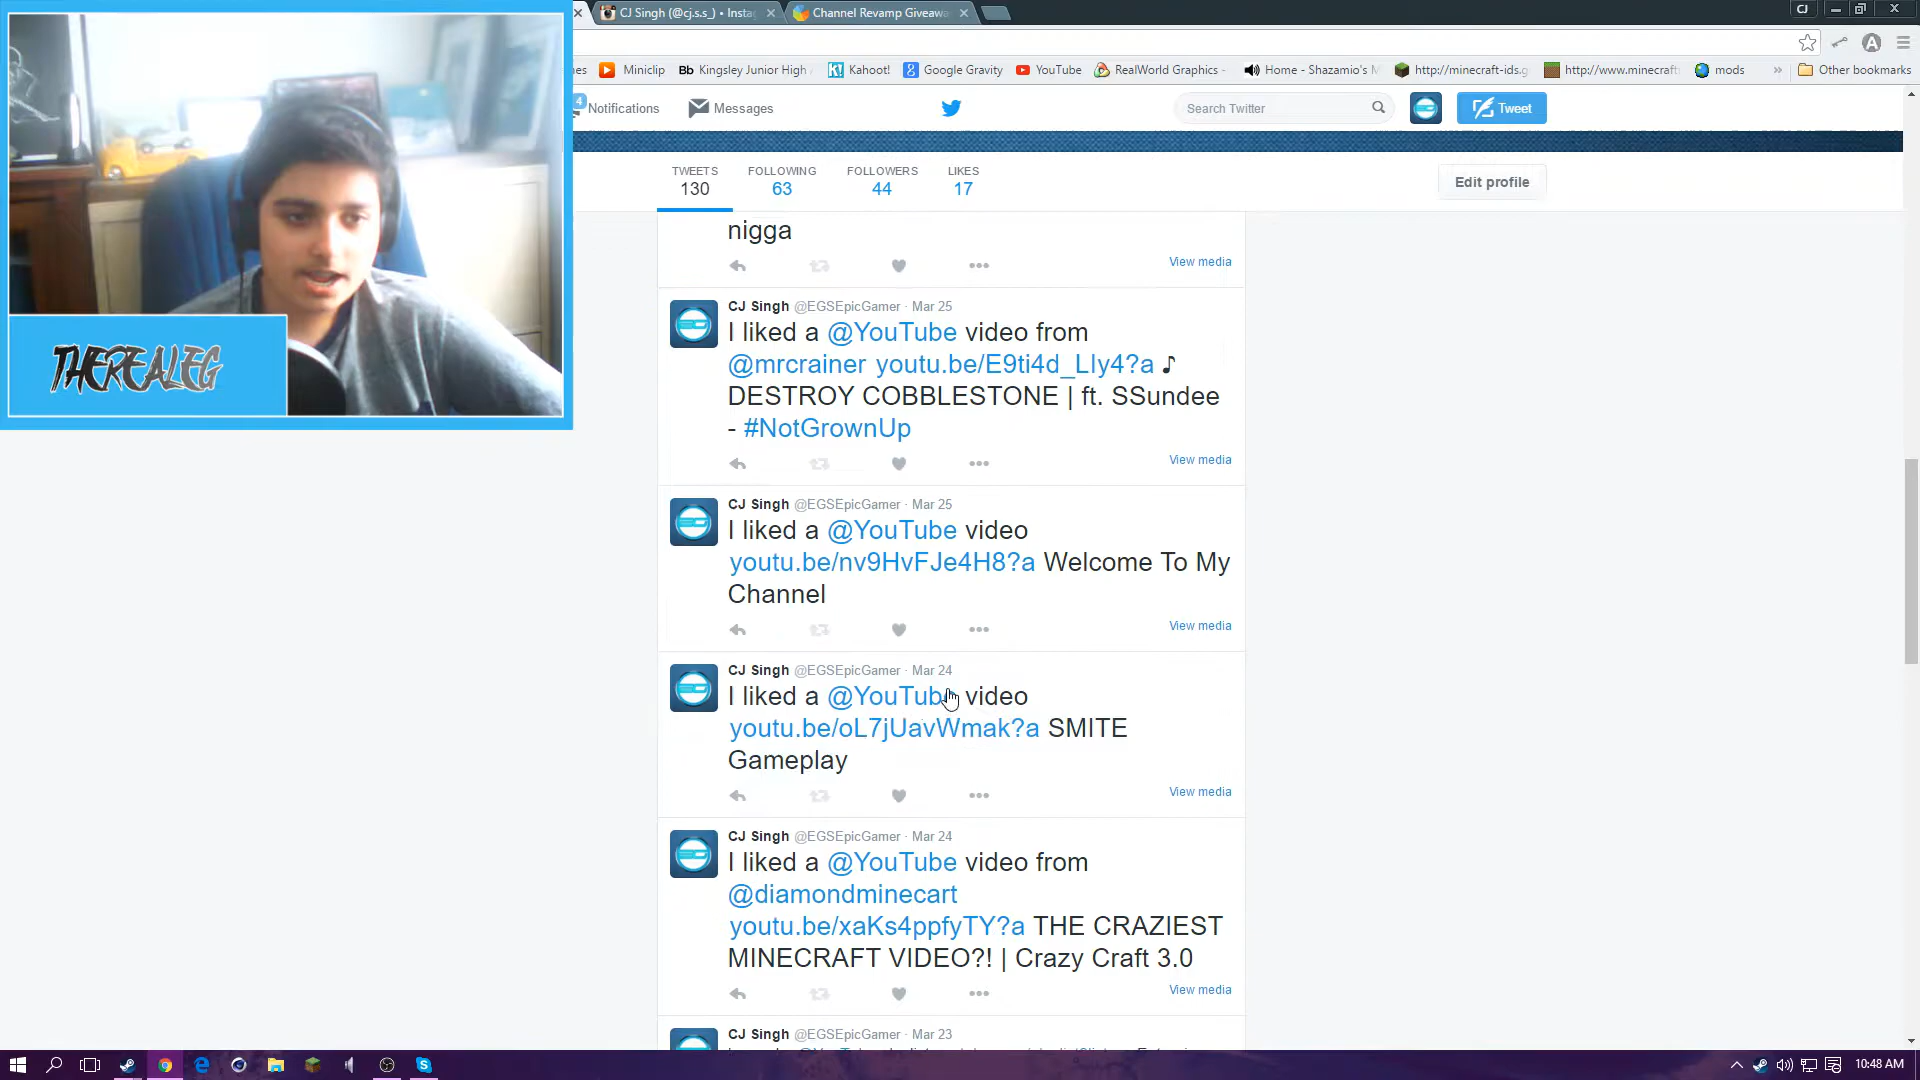 CJ Singh (@cj.s.s_) • Insta
Channel Revamp Giveaw
CJ
Miniclip
Bb Kingsley Junior High
Kahoot!
Google Gravity
YouTube
RealWorld Graphics -
Home - Shazamio's M
http://minecraft-ids.g
http://www.minecraft
mods
»
Other bookmarks
4
Notifications
Messages
Search Twitter
Tweet
TWEETS
130
FOLLOWING
63
FOLLOWERS
44
LIKES
17
Edit profile
nigga
View media
CJ Singh @EGSEpicGamer · Mar 25
I liked a @YouTube video from
@mrcrainer youtu.be/E9ti4d_LIy4?a ♪
DESTROY COBBLESTONE | ft. SSundee
- #NotGrownUp
View media
CJ Singh @EGSEpicGamer · Mar 25
I liked a @YouTube video
youtu.be/nv9HvFJe4H8?a Welcome To My
Channel
View media
CJ Singh @EGSEpicGamer · Mar 24
I liked a @YouTube video
youtu.be/oL7jUavWmak?a SMITE
Gameplay
View media
CJ Singh @EGSEpicGamer · Mar 24
I liked a @YouTube video from
@diamondminecart
youtu.be/xaKs4ppfyTY?a THE CRAZIEST
MINECRAFT VIDEO?! | Crazy Craft 3.0
View media
CJ Singh @EGSEpicGamer · Mar 23
THEREALEG
10:48 AM